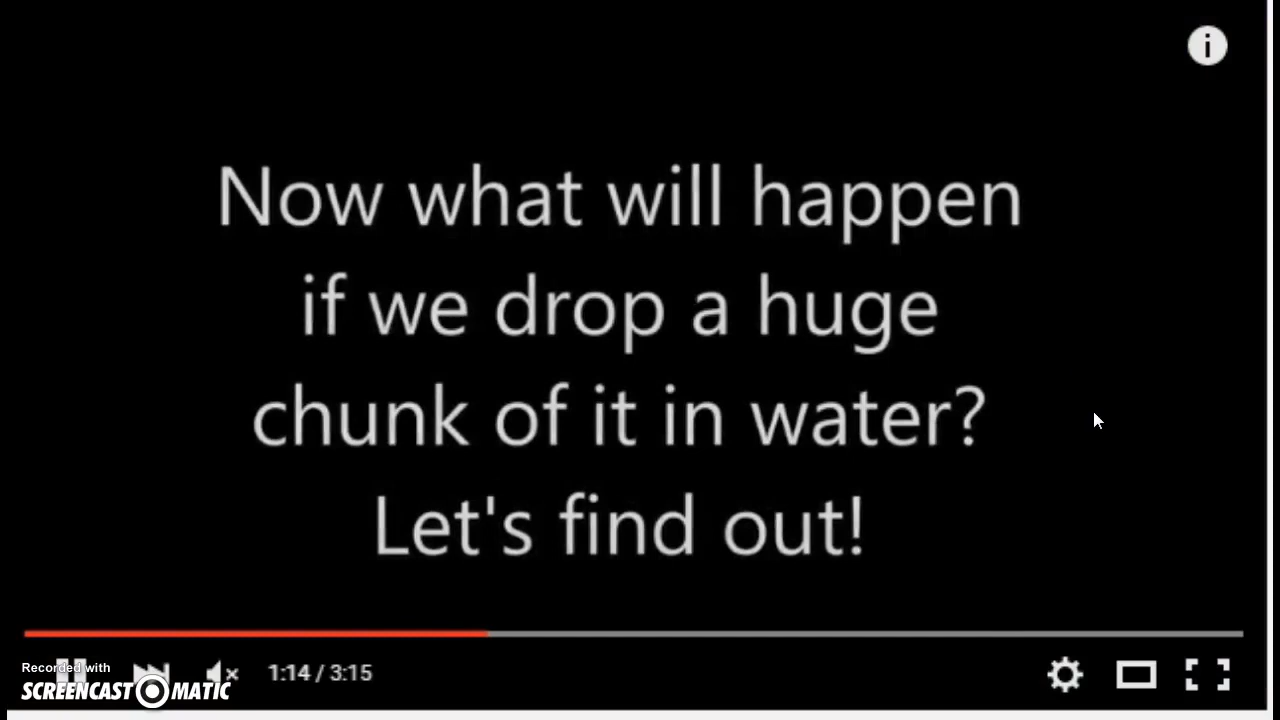 i
Now what will happen
if we drop a huge
chunk of it in water?
Let's find out!
Recorded with
SCREENCAST-O-MATIC
1:14 / 3:15